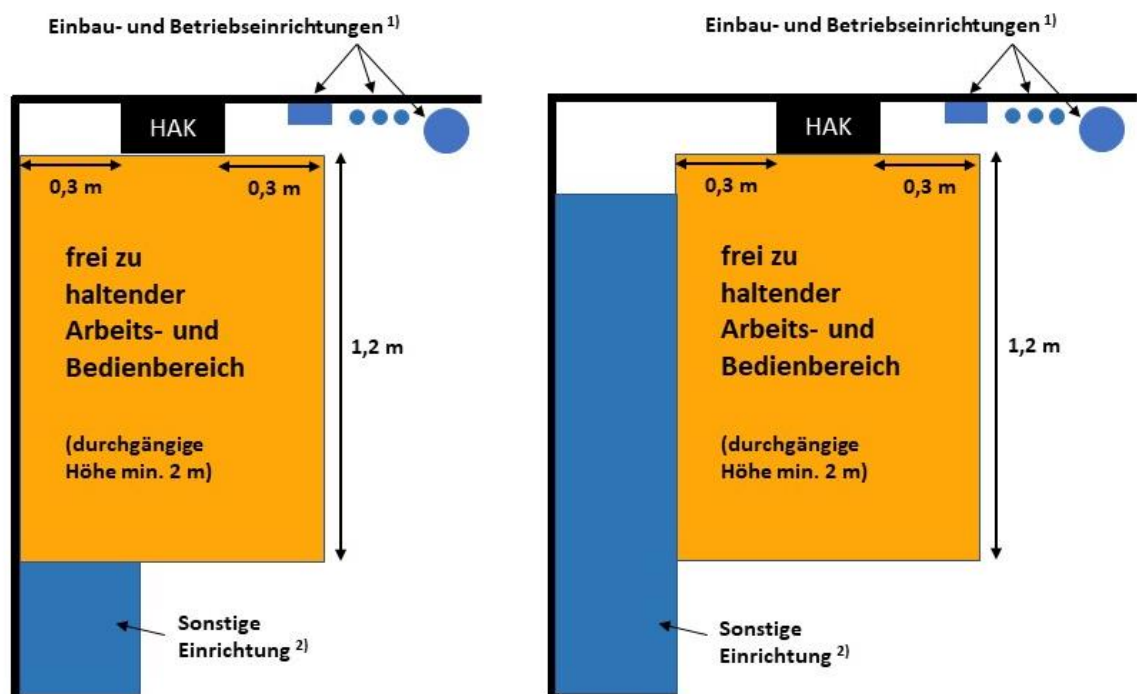 Einbau- und Betriebseinrichtungen 1)
HAK
0,3 m
0,3 m
frei zu
haltender
Arbeits- und
Bedienbereich
(durchgängige
Höhe min. 2 m)
1,2 m
Sonstige
Einrichtung 2)
Einbau- und Betriebseinrichtungen 1)
HAK
0,3 m
0,3 m
frei zu
haltender
Arbeits- und
Bedienbereich
(durchgängige
Höhe min. 2 m)
1,2 m
Sonstige
Einrichtung 2)